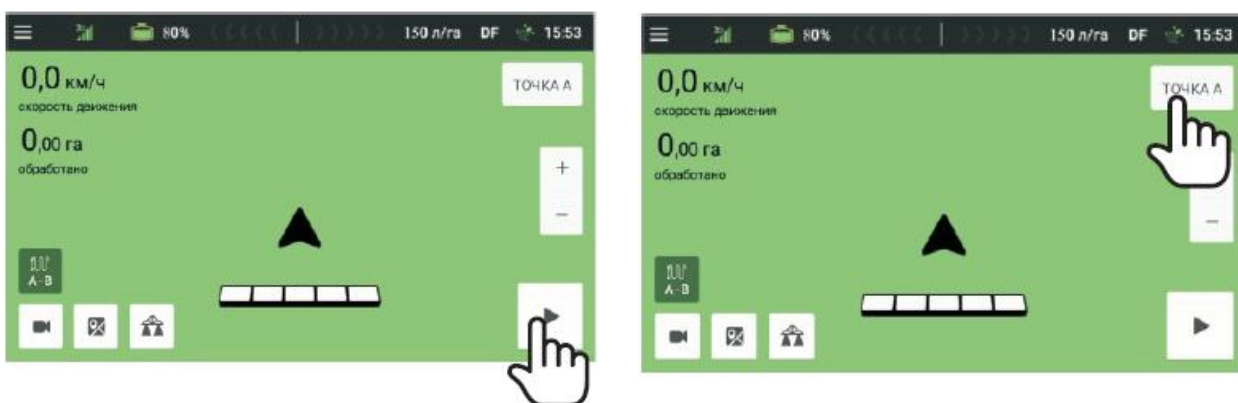 80% 150 л/га DF 15:53
0,0 км/ч
скорость движения
ТОЧКА А
0,00 га
обработано
+
−
A-B
80% 150 л/га DF 15:53
0,0 км/ч
скорость движения
ТОЧКА А
0,00 га
обработано
−
A-B